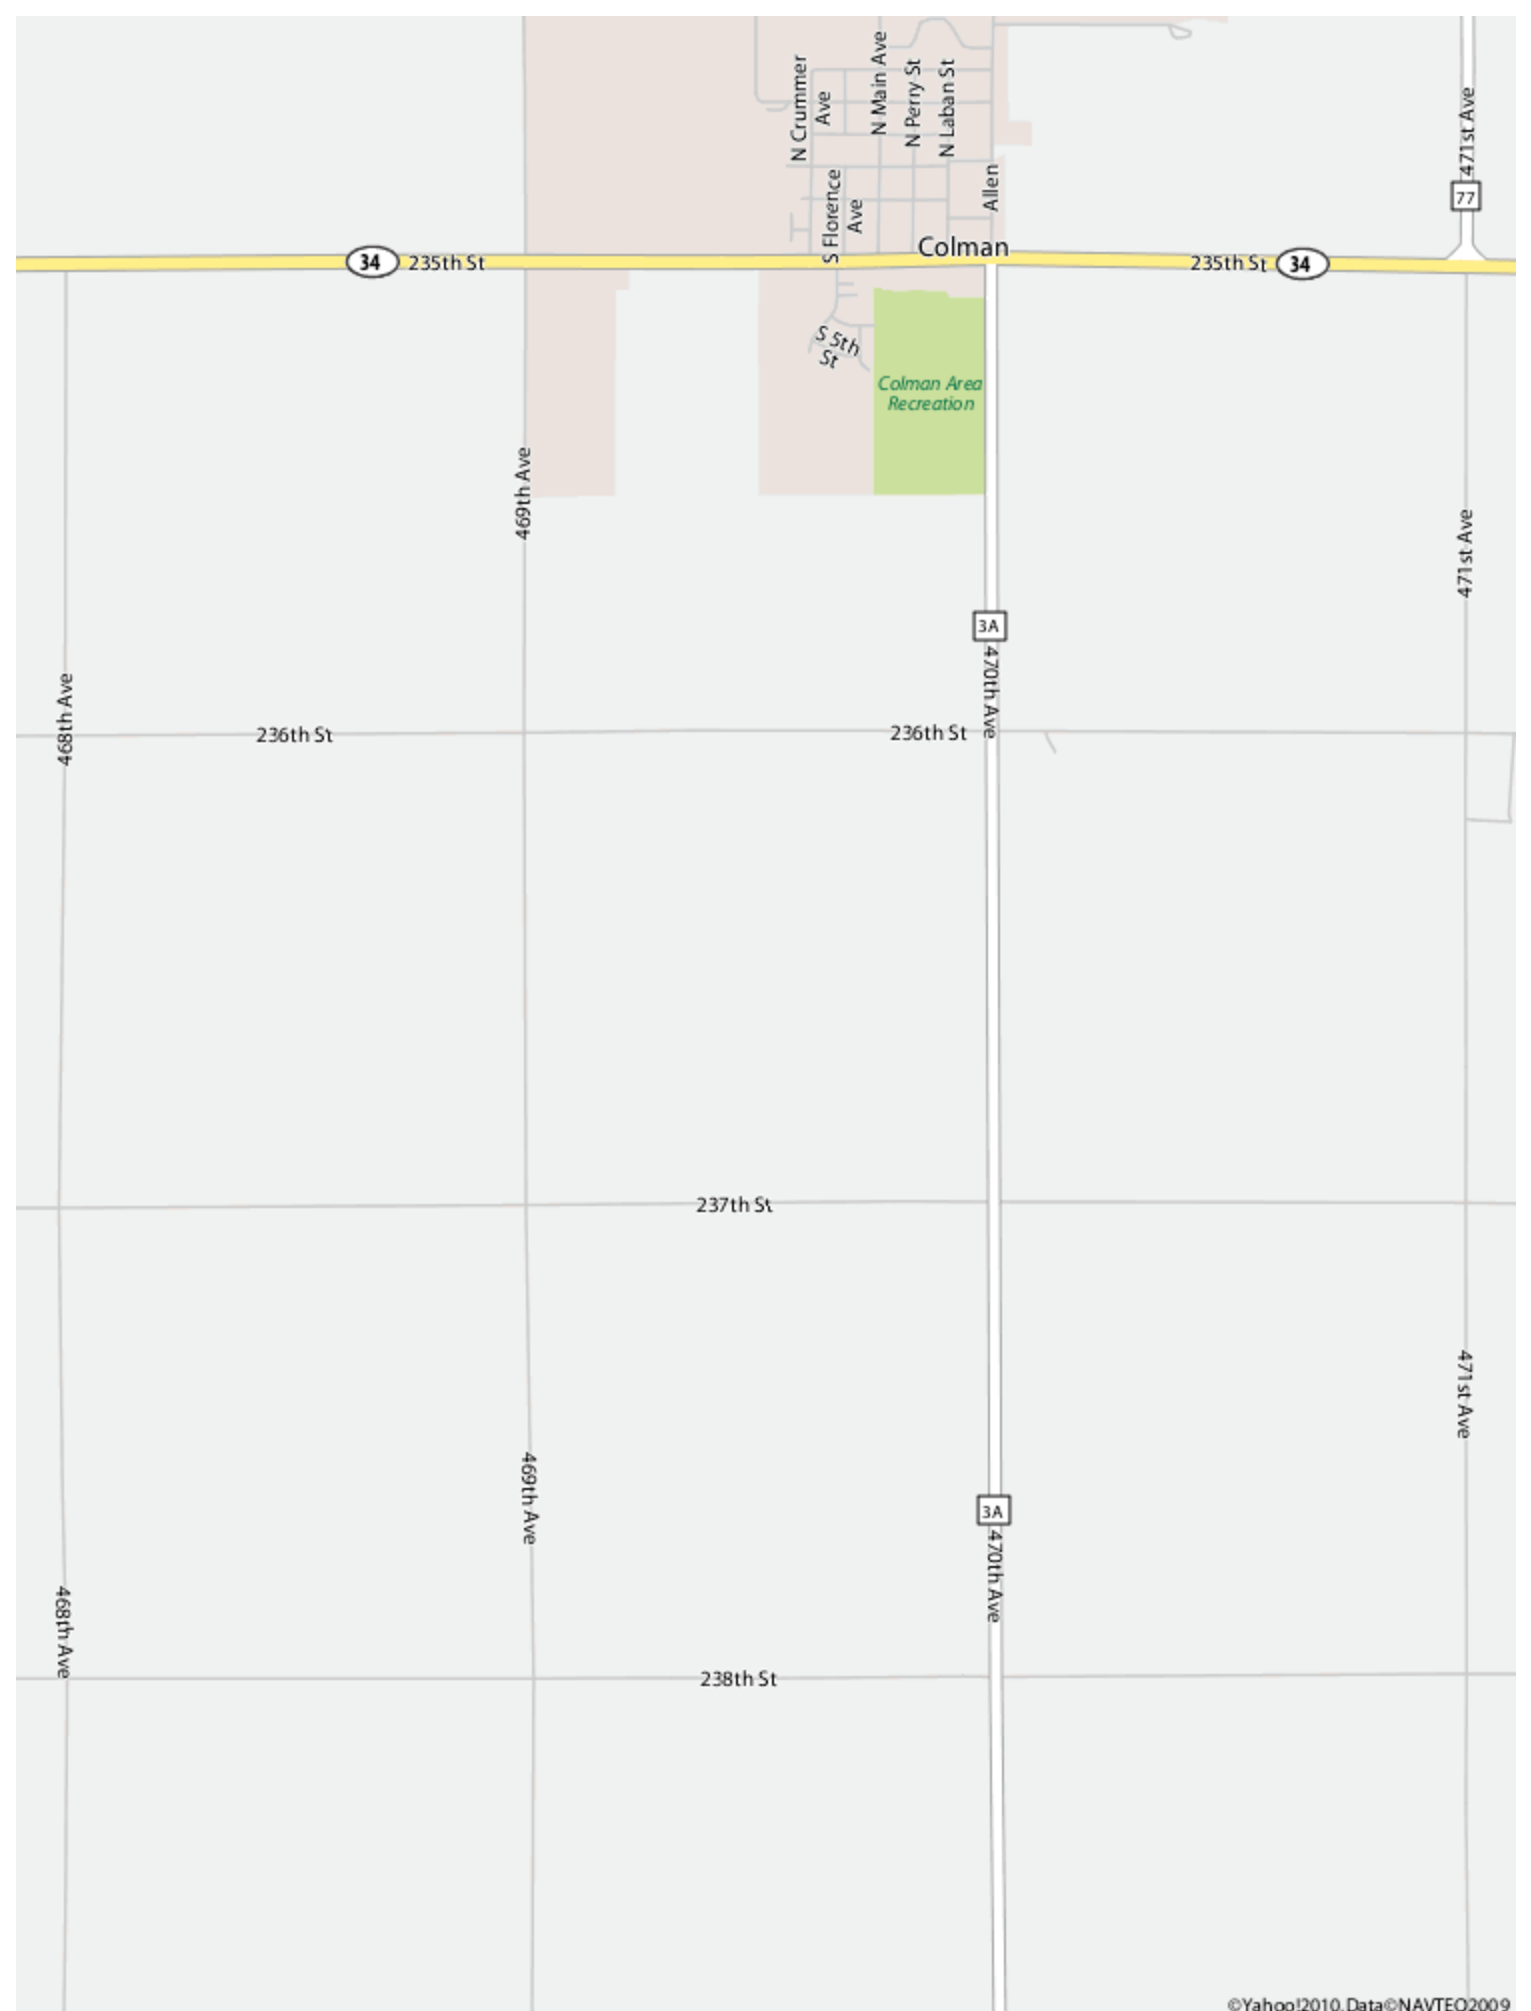 N Crummer
Ave
N Main Ave
N Perry St
N Laban St
471st Ave
77
Allen
S Florence
Ave
Colman
34
235th St
235th St
34
S 5th
St
Colman Area
Recreation
469th Ave
471st Ave
3A
470th Ave
468th Ave
236th St
236th St
237th St
471st Ave
469th Ave
3A
470th Ave
468th Ave
238th St
©Yahoo!2010, Data©NAVTEQ2009